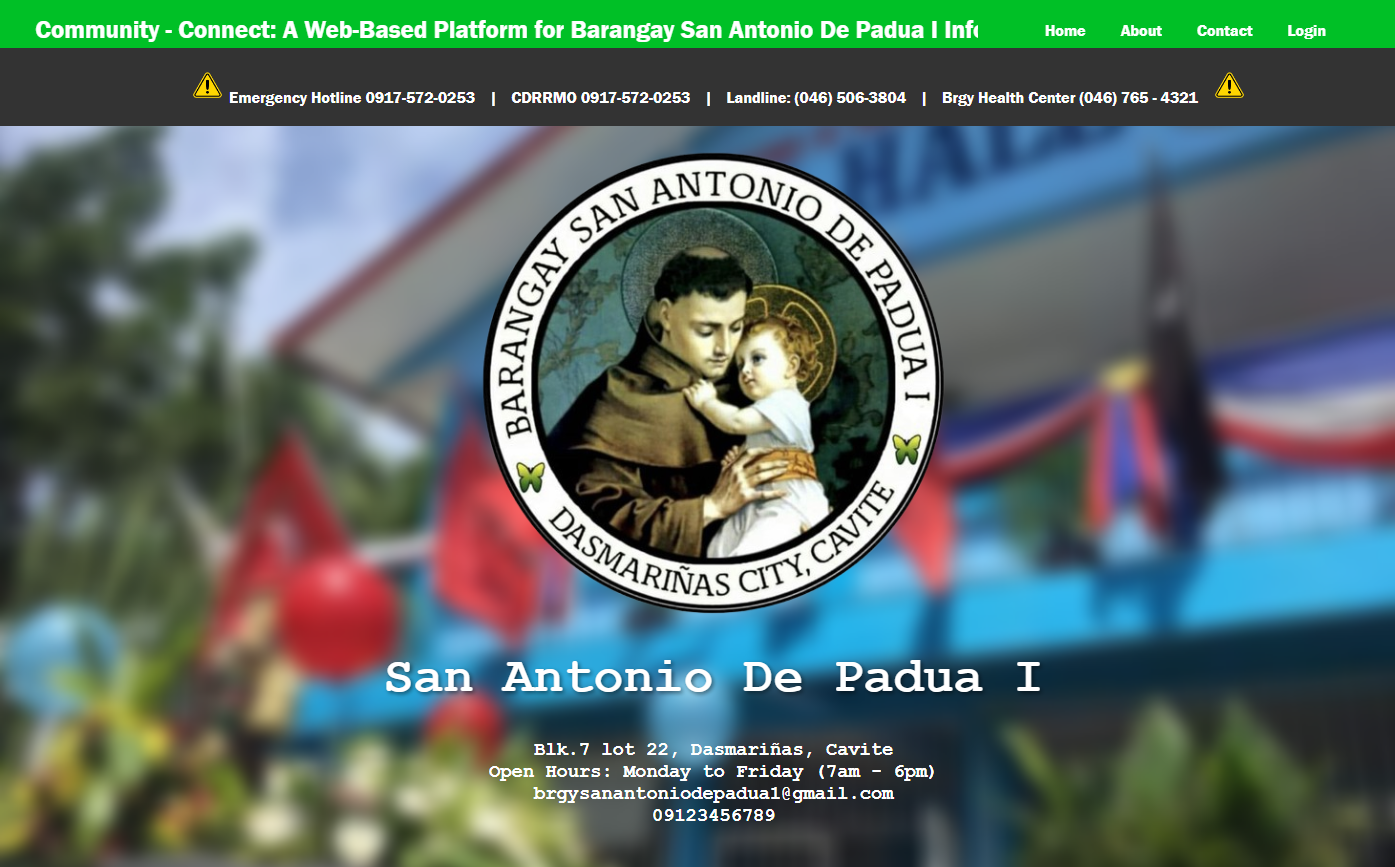 Community - Connect: A Web-Based Platform for Barangay San Antonio De Padua I Info
Home About Contact Login
Emergency Hotline 0917-572-0253 | CDRRMO 0917-572-0253 | Landline: (046) 506-3804 | Brgy Health Center (046) 765 - 4321
HALL
BARANGAY SAN ANTONIO DE PADUA I
DASMARIÑAS CITY, CAVITE
San Antonio De Padua I
Blk.7 lot 22, Dasmariñas, Cavite
Open Hours: Monday to Friday (7am - 6pm)
brgysanantoniodepadua1@gmail.com
09123456789